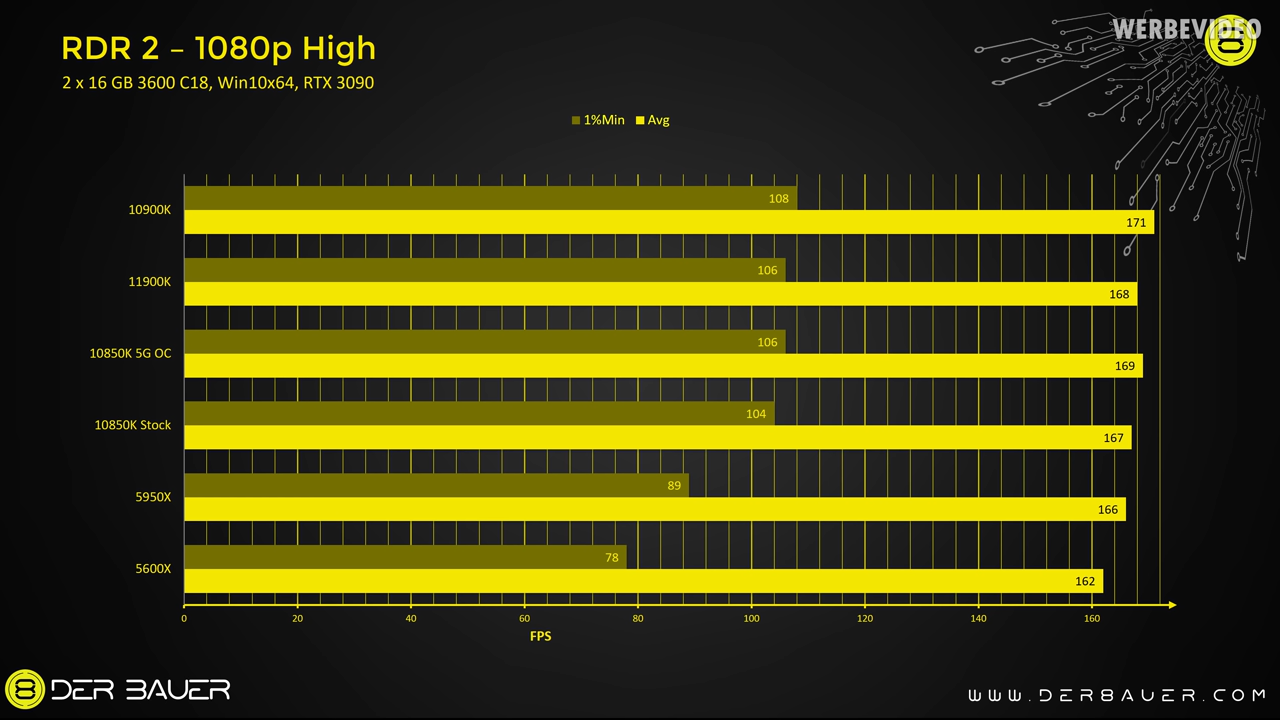 RDR 2 – 1080p High
WERBEVIDEO
2 x 16 GB 3600 C18, Win10x64, RTX 3090
1%Min Avg
10900K 108
171
11900K 106
168
10850K 5G OC 106
169
10850K Stock 104
167
5950X 89
166
5600X 78
162
0 20 40 60 80 100 120 140 160
FPS
8 DER BAUER
WWW.DER8AUER.COM